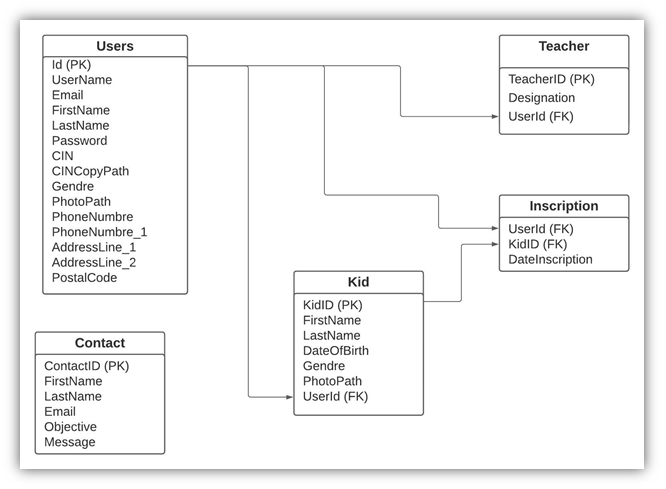 Users
Id (PK)
UserName
Email
FirstName
LastName
Password
CIN
CINCopyPath
Gendre
PhotoPath
PhoneNumbre
PhoneNumbre_1
AddressLine_1
AddressLine_2
PostalCode
Teacher
TeacherID (PK)
Designation
UserId (FK)
Inscription
UserId (FK)
KidID (FK)
DateInscription
Kid
KidID (PK)
FirstName
LastName
DateOfBirth
Gendre
PhotoPath
UserId (FK)
Contact
ContactID (PK)
FirstName
LastName
Email
Objective
Message